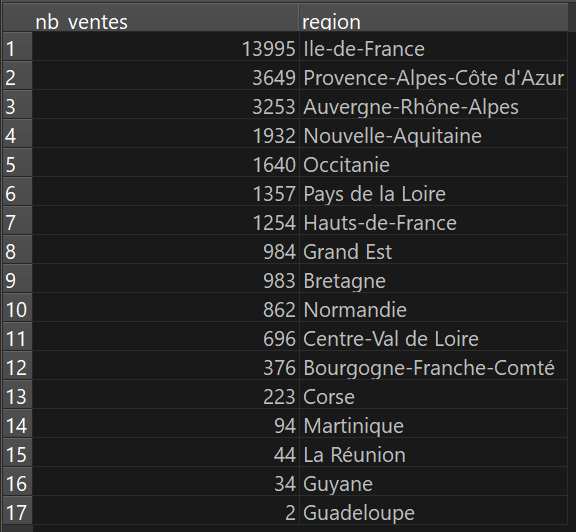 nb_ventes region
1 13995 Ile-de-France
2 3649 Provence-Alpes-Côte d'Azur
3 3253 Auvergne-Rhône-Alpes
4 1932 Nouvelle-Aquitaine
5 1640 Occitanie
6 1357 Pays de la Loire
7 1254 Hauts-de-France
8 984 Grand Est
9 983 Bretagne
10 862 Normandie
11 696 Centre-Val de Loire
12 376 Bourgogne-Franche-Comté
13 223 Corse
14 94 Martinique
15 44 La Réunion
16 34 Guyane
17 2 Guadeloupe